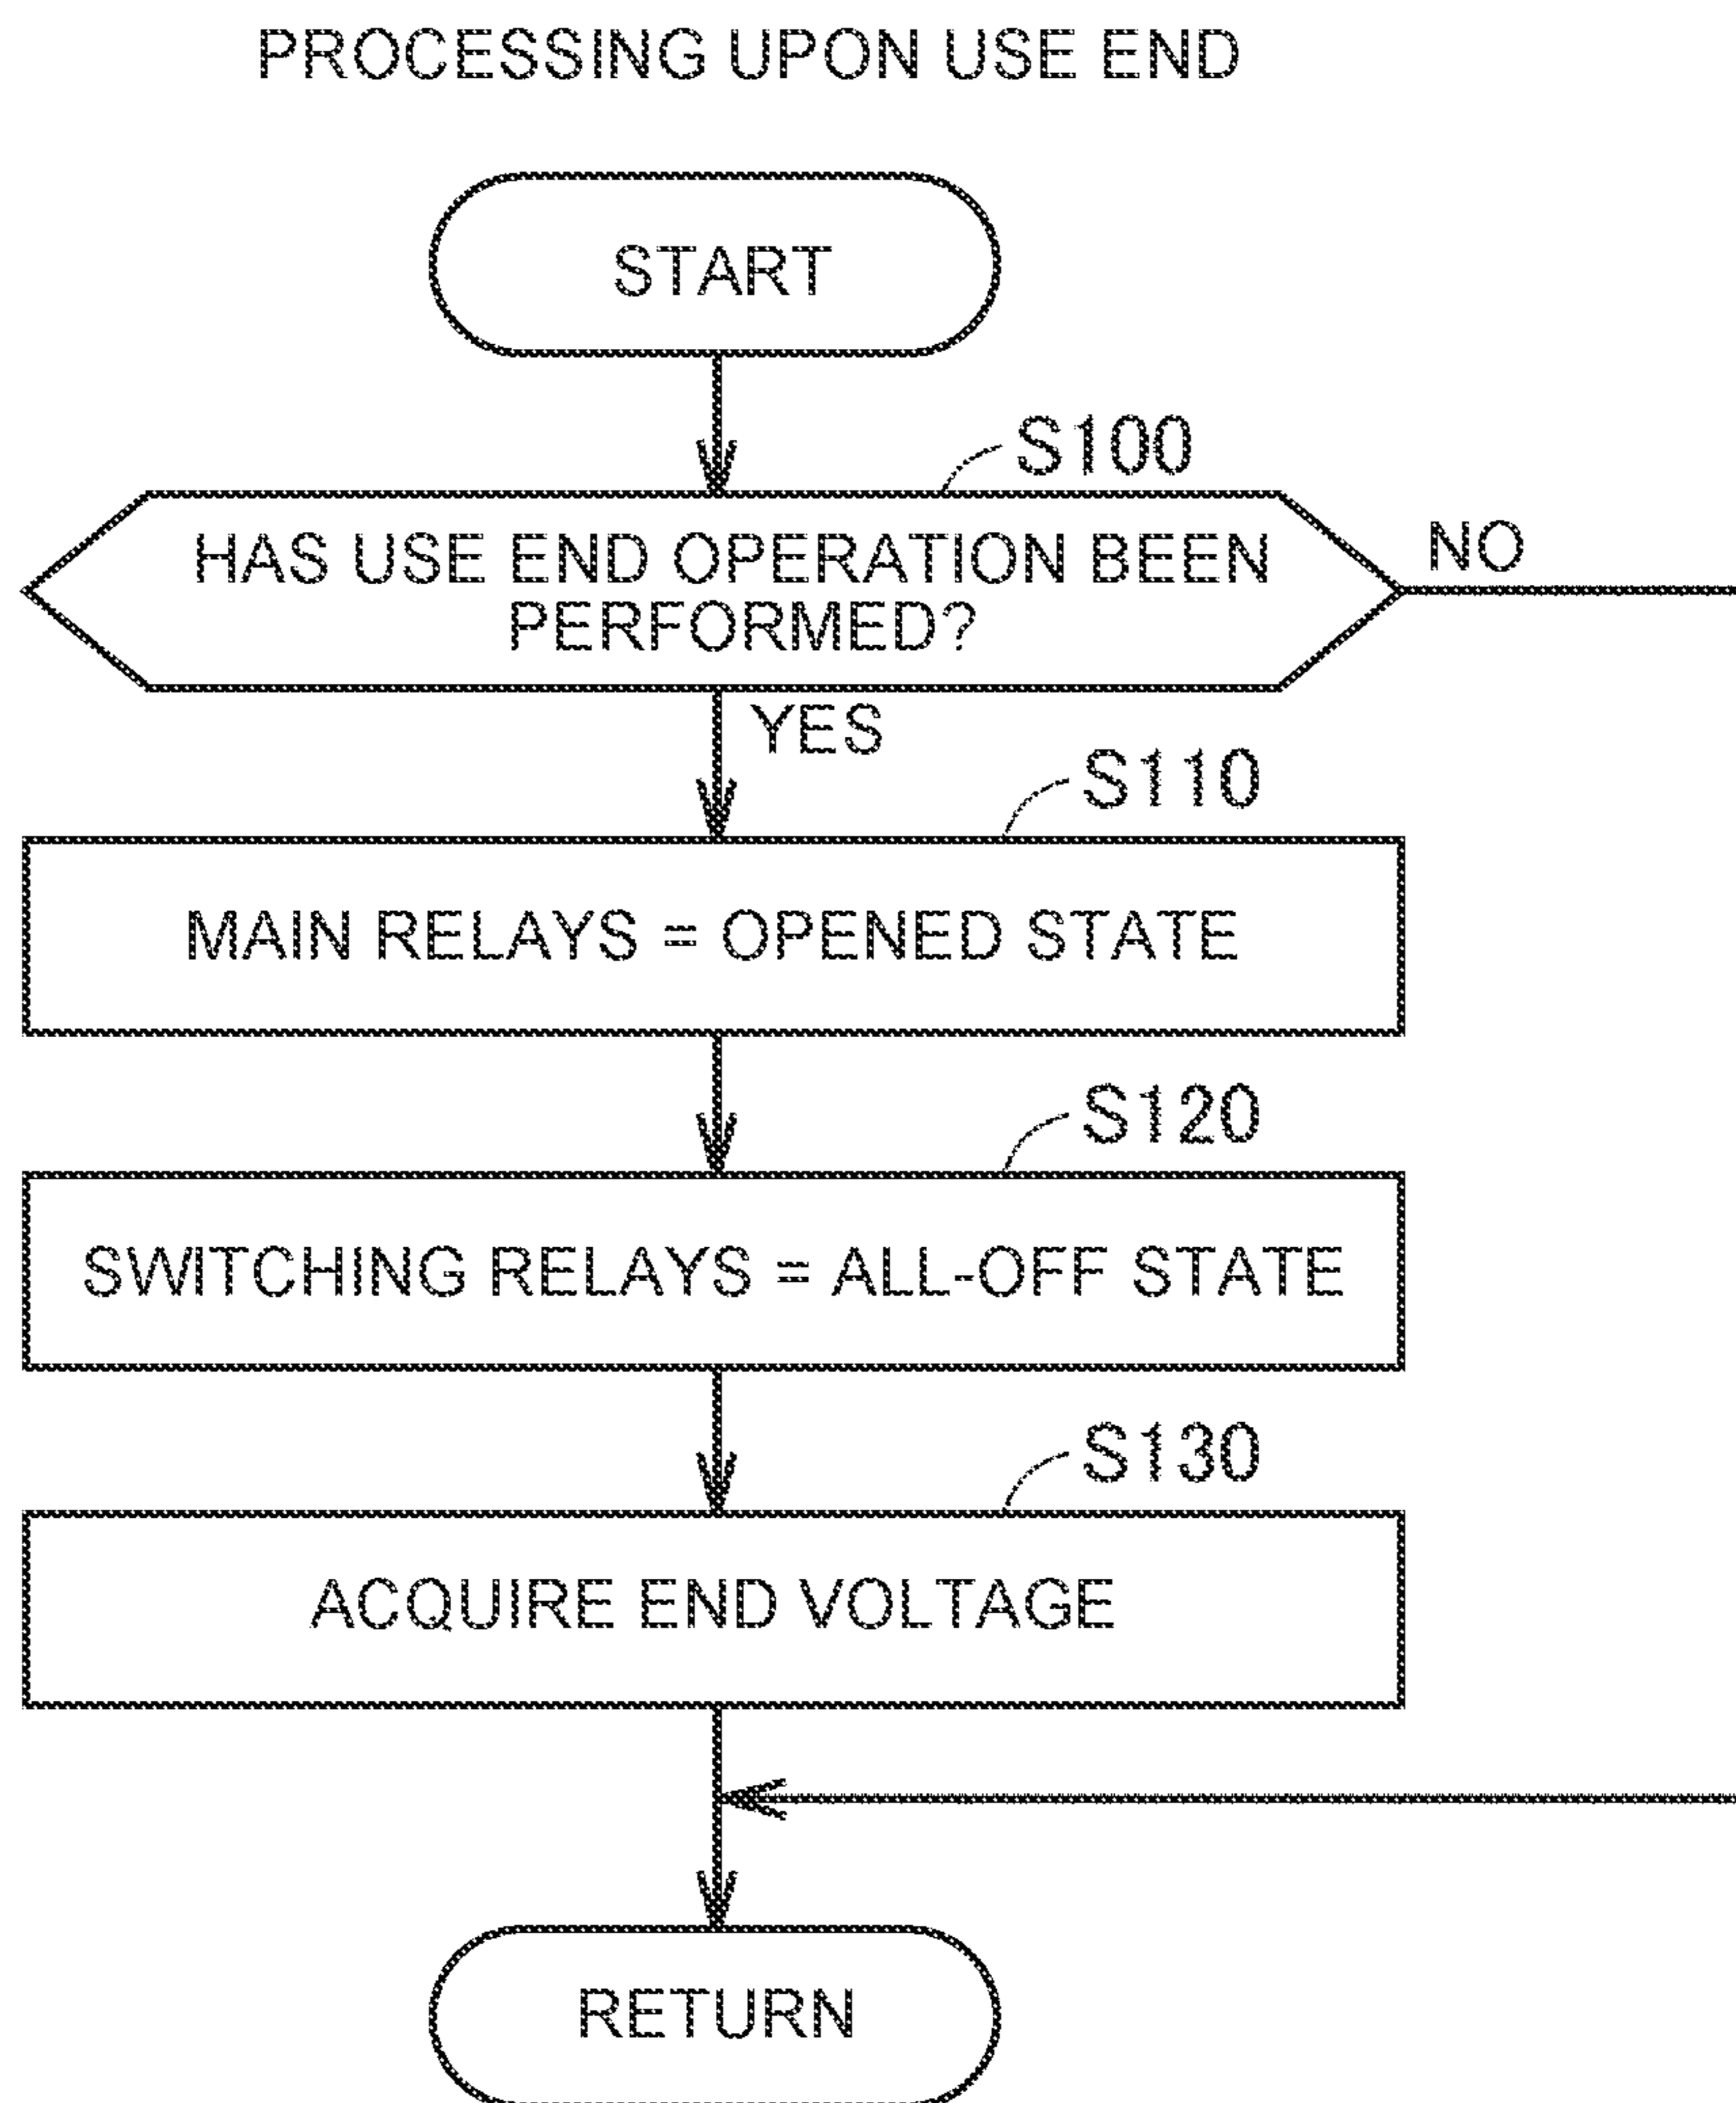 PROCESSING UPON USE END
START
S100
HAS USE END OPERATION BEEN
PERFORMED?
NO
YES
S110
MAIN RELAYS = OPENED STATE
S120
SWITCHING RELAYS = ALL-OFF STATE
S130
ACQUIRE END VOLTAGE
RETURN